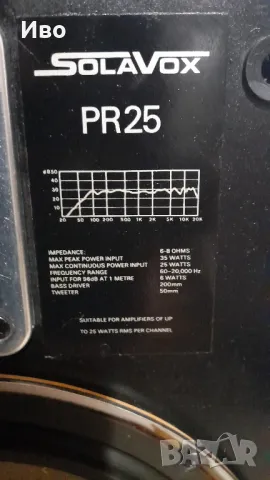 Иво
SOLAVOX
PR25
dB50
40
30
20
10
20 50 100 200 500 1K 2K 5K 10K 20K
IMPEDANCE: 6-8 OHMS
MAX PEAK POWER INPUT 35 WATTS
MAX CONTINUOUS POWER INPUT 25 WATTS
FREQUENCY RANGE 60-20,000 Hz
INPUT FOR 96dB AT 1 METRE 6 WATTS
BASS DRIVER 200mm
TWEETER 50mm
SUITABLE FOR AMPLIFIERS OF UP
TO 25 WATTS RMS PER CHANNEL
BAZAR